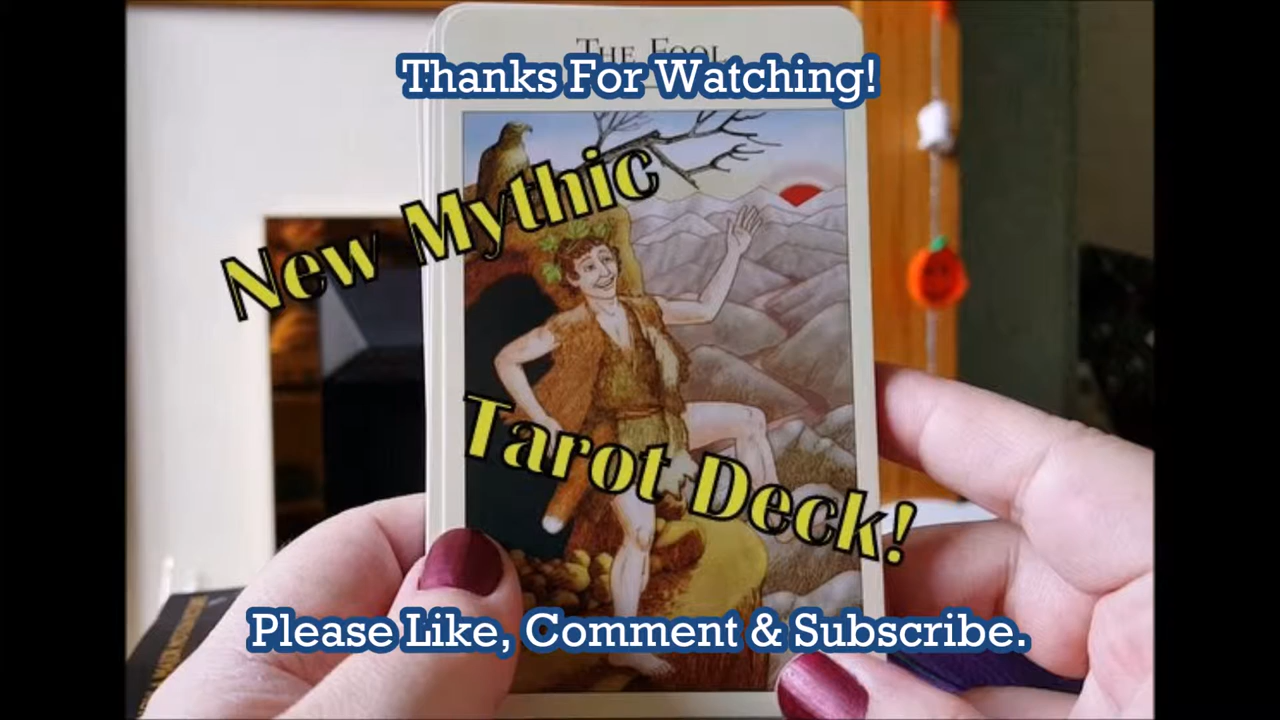 THE FOOL
Thanks For Watching!
New Mythic
Tarot Deck!
Please Like, Comment & Subscribe.